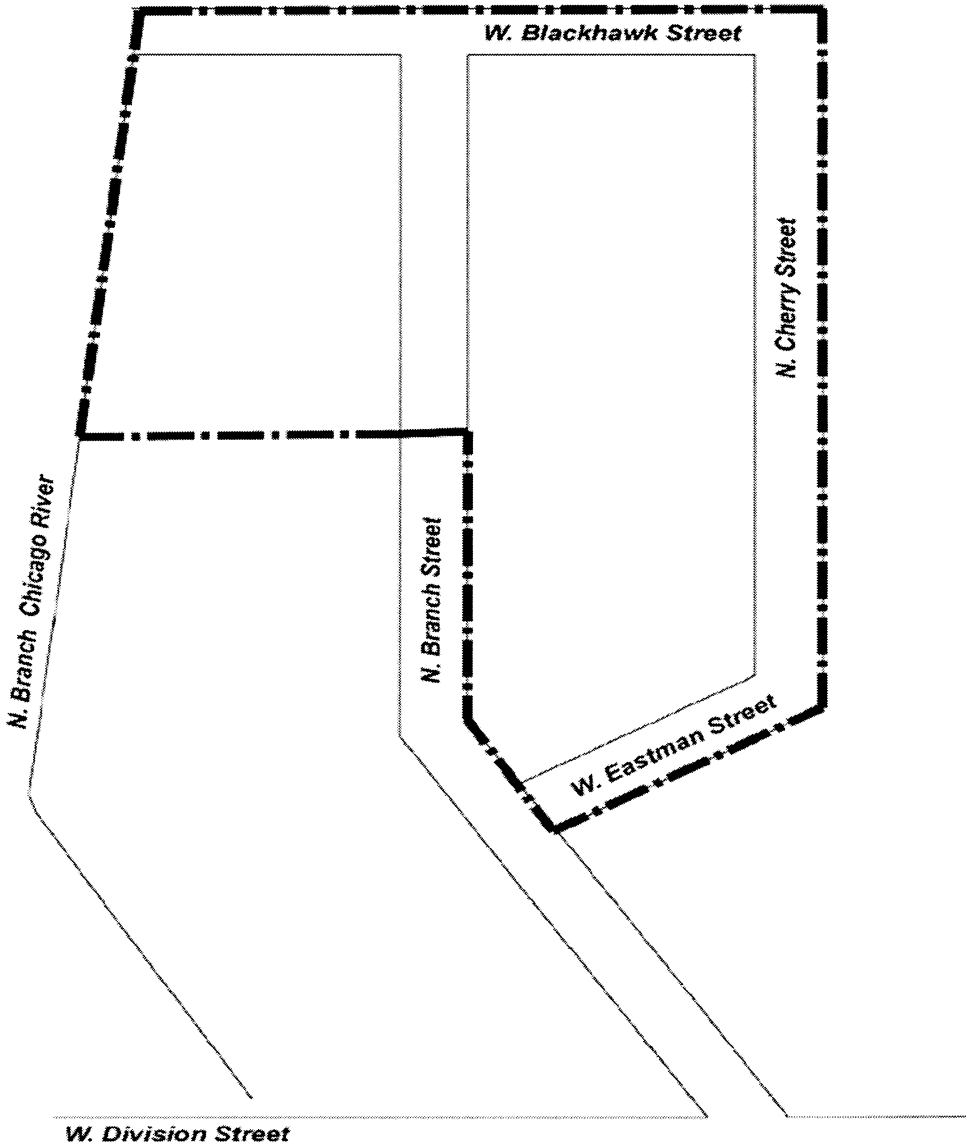 W. Blackhawk Street
N. Cherry Street
N. Branch Chicago River
N. Branch Street
W. Eastman Street
W. Division Street